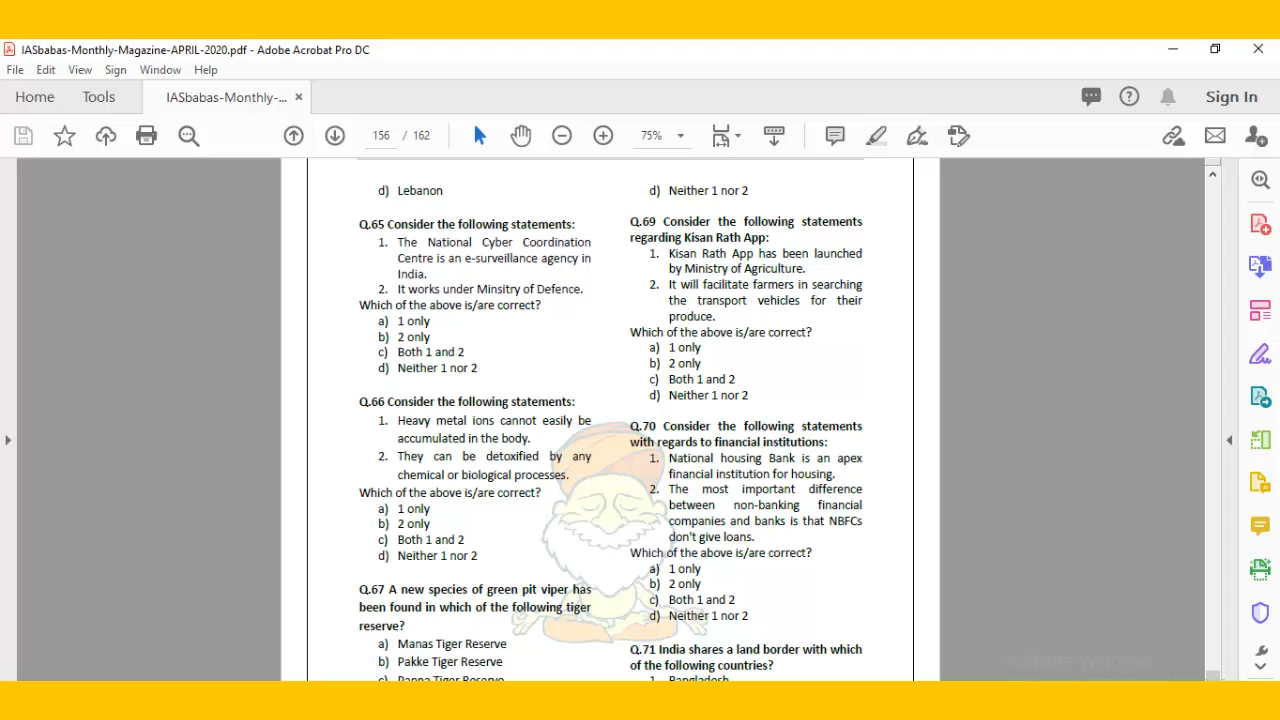 IASbabas-Monthly-Magazine-APRIL-2020.pdf - Adobe Acrobat Pro DC
File Edit View Sign Window Help
Home Tools IASbabas-Monthly-... × Sign In
156 / 162 75%
d) Lebanon
Q.65 Consider the following statements:
1. The National Cyber Coordination
Centre is an e-surveillance agency in
India.
2. It works under Minsitry of Defence.
Which of the above is/are correct?
a) 1 only
b) 2 only
c) Both 1 and 2
d) Neither 1 nor 2
Q.66 Consider the following statements:
1. Heavy metal ions cannot easily be
accumulated in the body.
2. They can be detoxified by any
chemical or biological processes.
Which of the above is/are correct?
a) 1 only
b) 2 only
c) Both 1 and 2
d) Neither 1 nor 2
Q.67 A new species of green pit viper has
been found in which of the following tiger
reserve?
a) Manas Tiger Reserve
b) Pakke Tiger Reserve
c) Panna Tiger Reserve
d) Neither 1 nor 2
Q.69 Consider the following statements
regarding Kisan Rath App:
1. Kisan Rath App has been launched
by Ministry of Agriculture.
2. It will facilitate farmers in searching
the transport vehicles for their
produce.
Which of the above is/are correct?
a) 1 only
b) 2 only
c) Both 1 and 2
d) Neither 1 nor 2
Q.70 Consider the following statements
with regards to financial institutions:
1. National housing Bank is an apex
financial institution for housing.
2. The most important difference
between non-banking financial
companies and banks is that NBFCs
don't give loans.
Which of the above is/are correct?
a) 1 only
b) 2 only
c) Both 1 and 2
d) Neither 1 nor 2
Q.71 India shares a land border with which
of the following countries?
1. Bangladesh